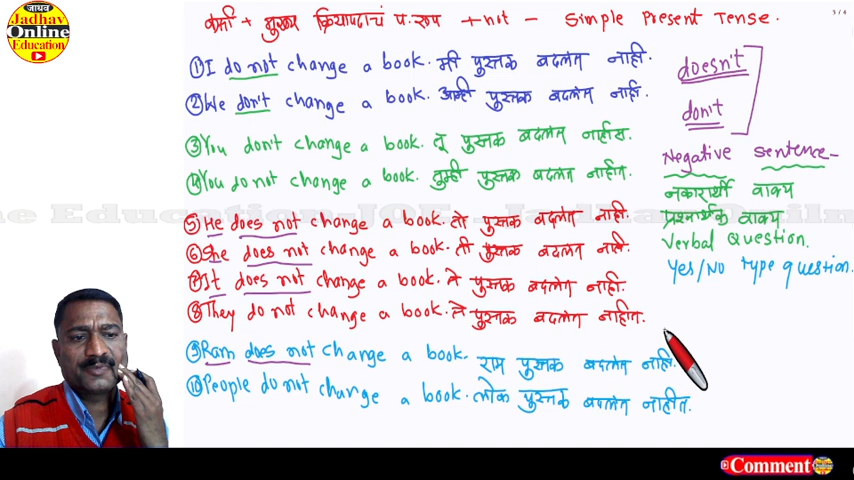 जाधव
Jadhav
Online
Education
कर्ता + मुख्य क्रियापदाचं प. रूप + not - Simple Present Tense.
3/4
① I do not change a book. मी पुस्तक बदलत नाही.
② We don't change a book. आम्ही पुस्तक बदलत नाही.
③ You don't change a book. तू पुस्तक बदलत नाहीस.
④ You do not change a book. तुम्ही पुस्तक बदलत नाहीत.
⑤ He does not change a book. तो पुस्तक बदलत नाही.
⑥ She does not change a book. ती पुस्तक बदलत नाही.
⑦ It does not change a book. ते पुस्तक बदलत नाही.
⑧ They do not change a book. ते पुस्तक बदलत नाहीत.
⑨ Ram does not change a book. राम पुस्तक बदलत नाही.
⑩ People do not change a book. लोक पुस्तक बदलत नाहीत.
doesn't
don't
Negative sentence-
नकारार्थी वाक्य
प्रश्नार्थक वाक्य
Verbal Question.
Yes/No Type question.
Comment